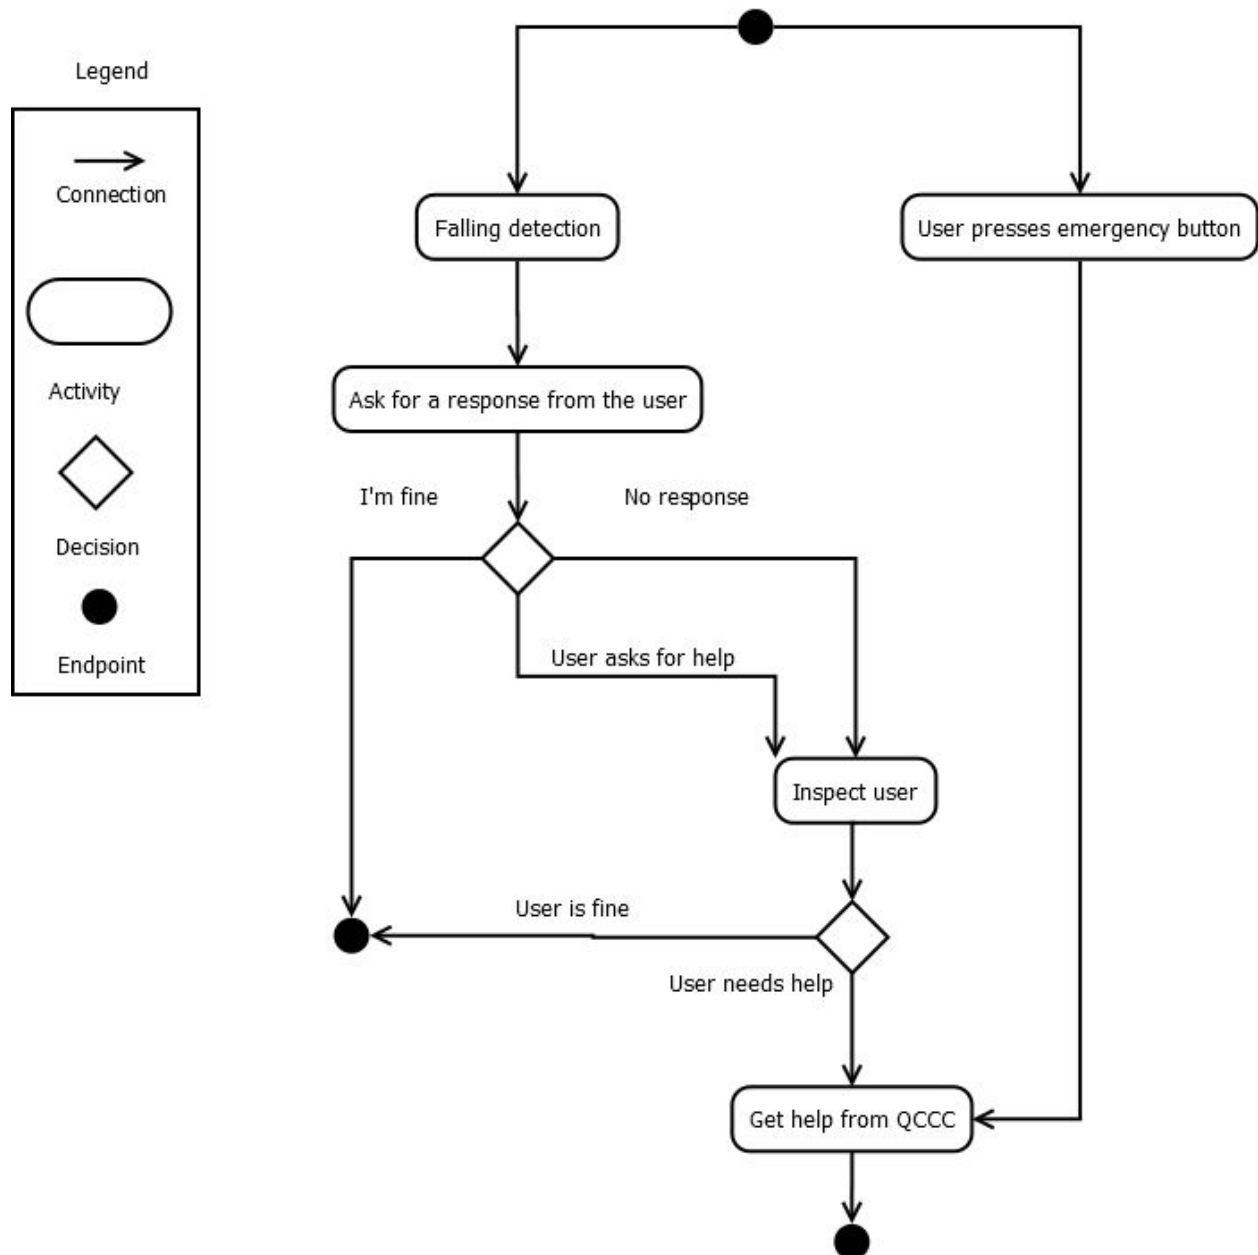 Legend
Connection
Activity
Decision
Endpoint
Falling detection
User presses emergency button
Ask for a response from the user
I'm fine
No response
User asks for help
Inspect user
User is fine
User needs help
Get help from QCCC